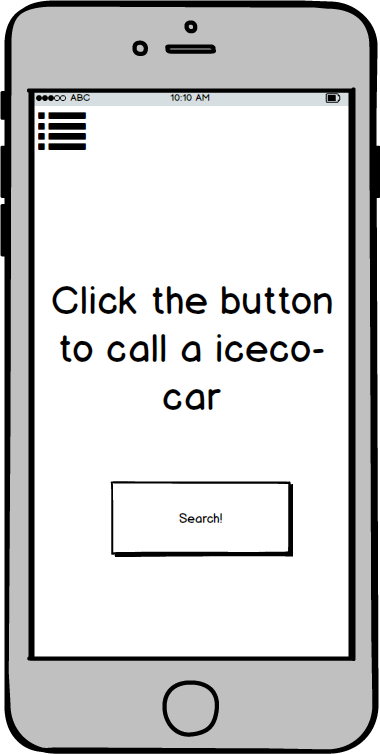 ABC 10:10 AM
Click the button
to call a iceco-
car
Search!